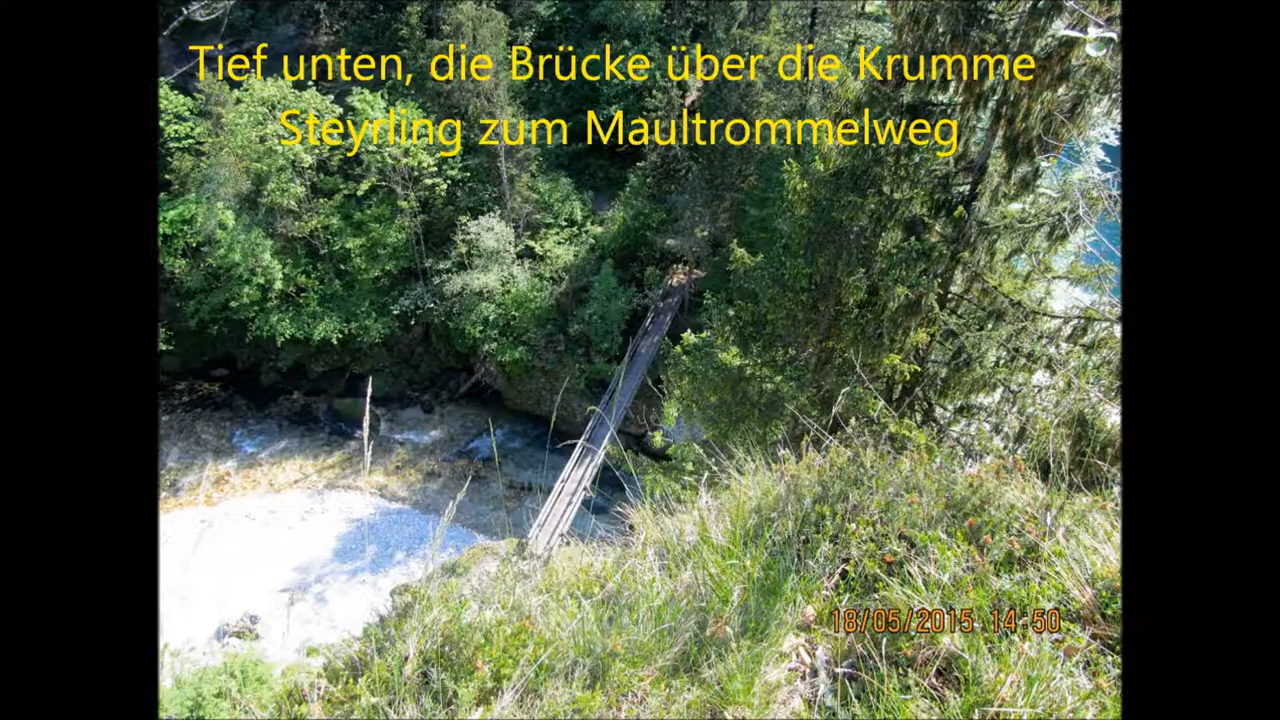 Tief unten, die Brücke über die Krumme
Steyrling zum Maultrommelweg
18/05/2015 14:50